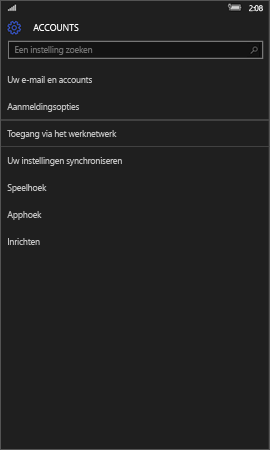 2:08
ACCOUNTS
Een instelling zoeken
Uw e-mail en accounts
Aanmeldingsopties
Toegang via het werknetwerk
Uw instellingen synchroniseren
Speelhoek
Apphoek
Inrichten